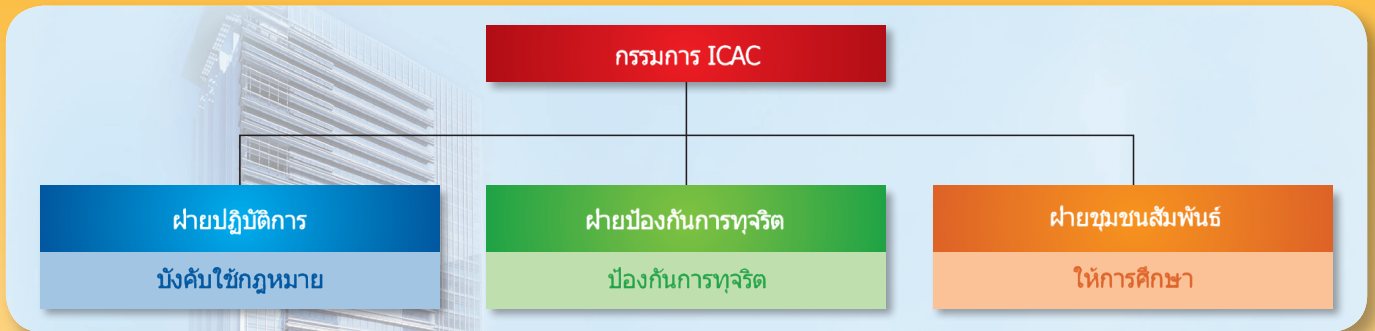 กรรมการ ICAC
ฝ่ายปฏิบัติการ
บังคับใช้กฎหมาย
ฝ่ายป้องกันการทุจริต
ป้องกันการทุจริต
ฝ่ายชุมชนสัมพันธ์
ให้การศึกษา